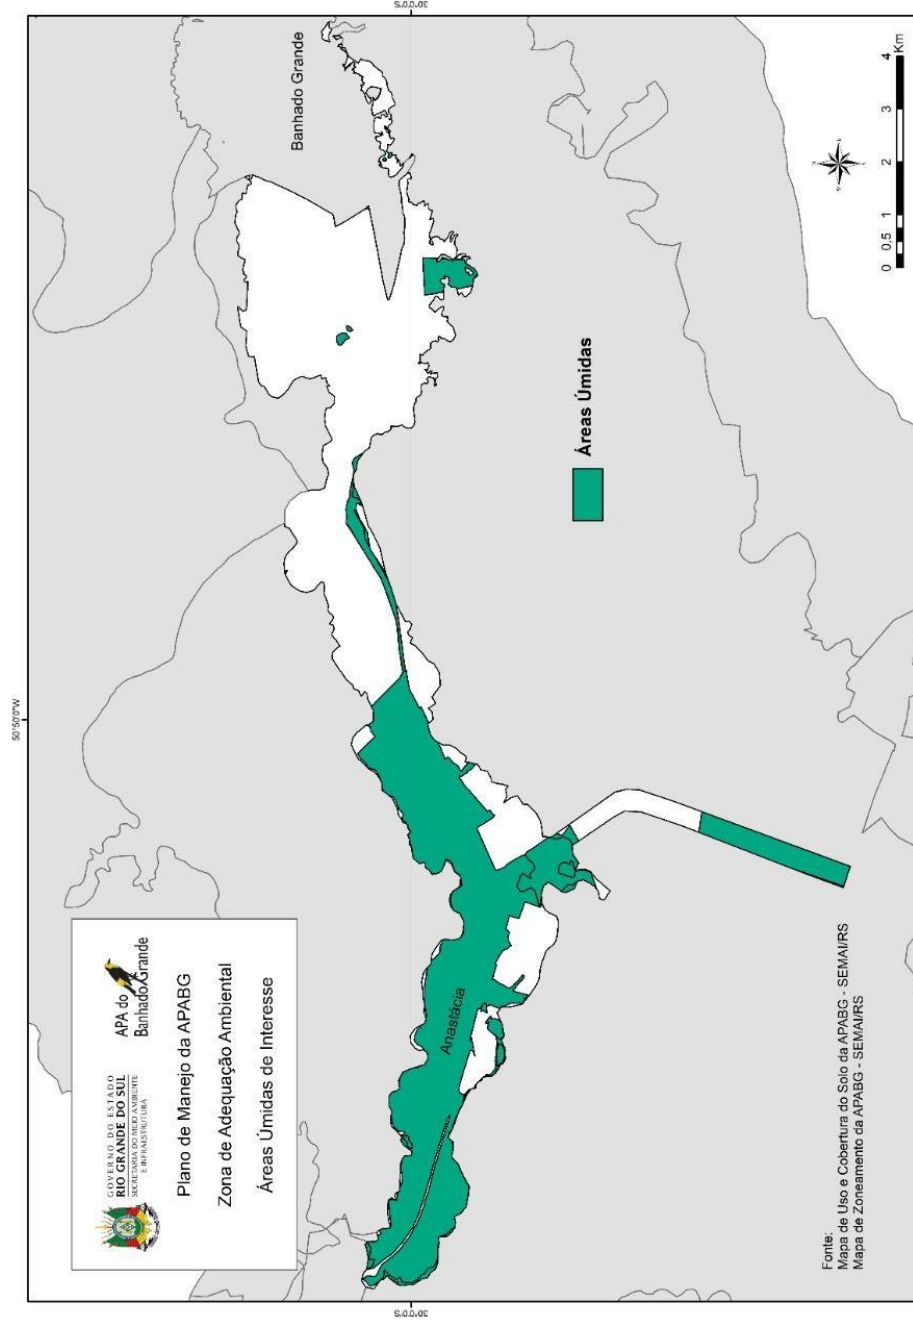 GOVERNO DO ESTADO
RIO GRANDE DO SUL
SECRETARIA DO MEIO AMBIENTE
E INFRAESTRUTURA
APA do
Banhado Grande
Plano de Manejo da APABG
Zona de Adequação Ambiental
Áreas Úmidas de Interesse
50°50'0"W
30°0'0"S
30°0'0"S
Banhado Grande
Anastácia
Áreas Úmidas
Fonte:
Mapa de Uso e Cobertura do Solo da APABG - SEMAI/RS
Mapa de Zoneamento da APABG - SEMAI/RS
0 0,5 1 2 3 4
Km